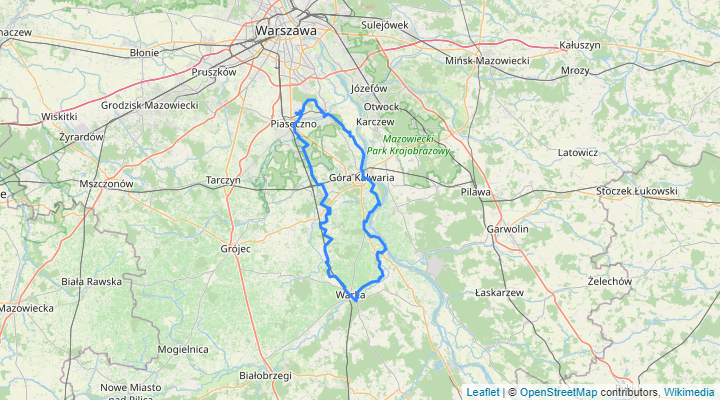 Sulejówek
Warszawa
Kałuszyn
Błonie
Mińsk Mazowiecki
Pruszków
Mrozy
Józefów
Grodzisk Mazowiecki
Otwock
Wiskitki
Piaseczno
Karczew
Żyrardów
Mazowiecki
Park Krajobrazowy
Latowicz
Mszczonów
Tarczyn
Góra Kalwaria
Pilawa
Stoczek Łukowski
Garwolin
Grójec
Biała Rawska
Żelechów
Warka
Łaskarzew
Mazowiecka
Mogielnica
Białobrzegi
Nowe Miasto
nad Pilicą
Leaflet | © OpenStreetMap contributors, Wikimedia